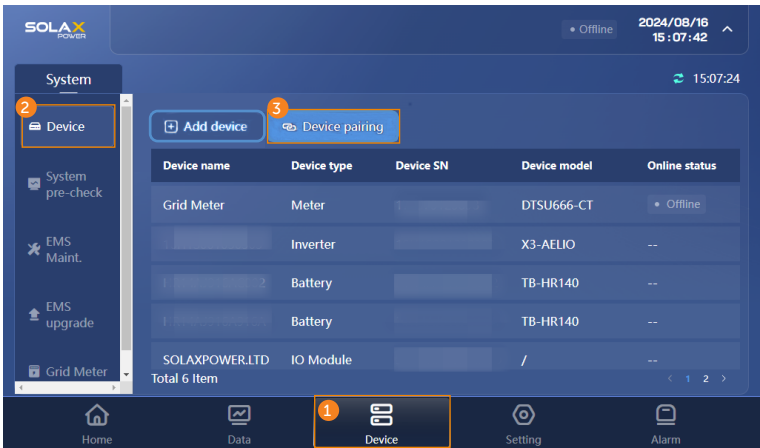 SOLAX
POWER
• Offline
2024/08/16
15:07:42
System
15:07:24
2
Device
System
pre-check
EMS
Maint.
EMS
upgrade
Grid Meter
Add device
3
Device pairing
Device name Device type Device SN Device model Online status
Grid Meter Meter DTSU666-CT • Offline
Inverter X3-AELIO --
Battery TB-HR140 --
Battery TB-HR140 --
SOLAXPOWER.LTD IO Module / --
Total 6 Item
< 1 2 >
1
Home Data Device Setting Alarm